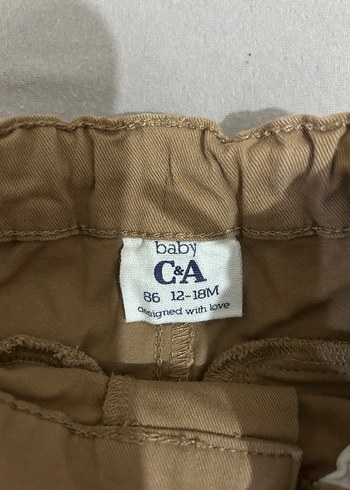 baby
C&A
86 12-18M
designed with love